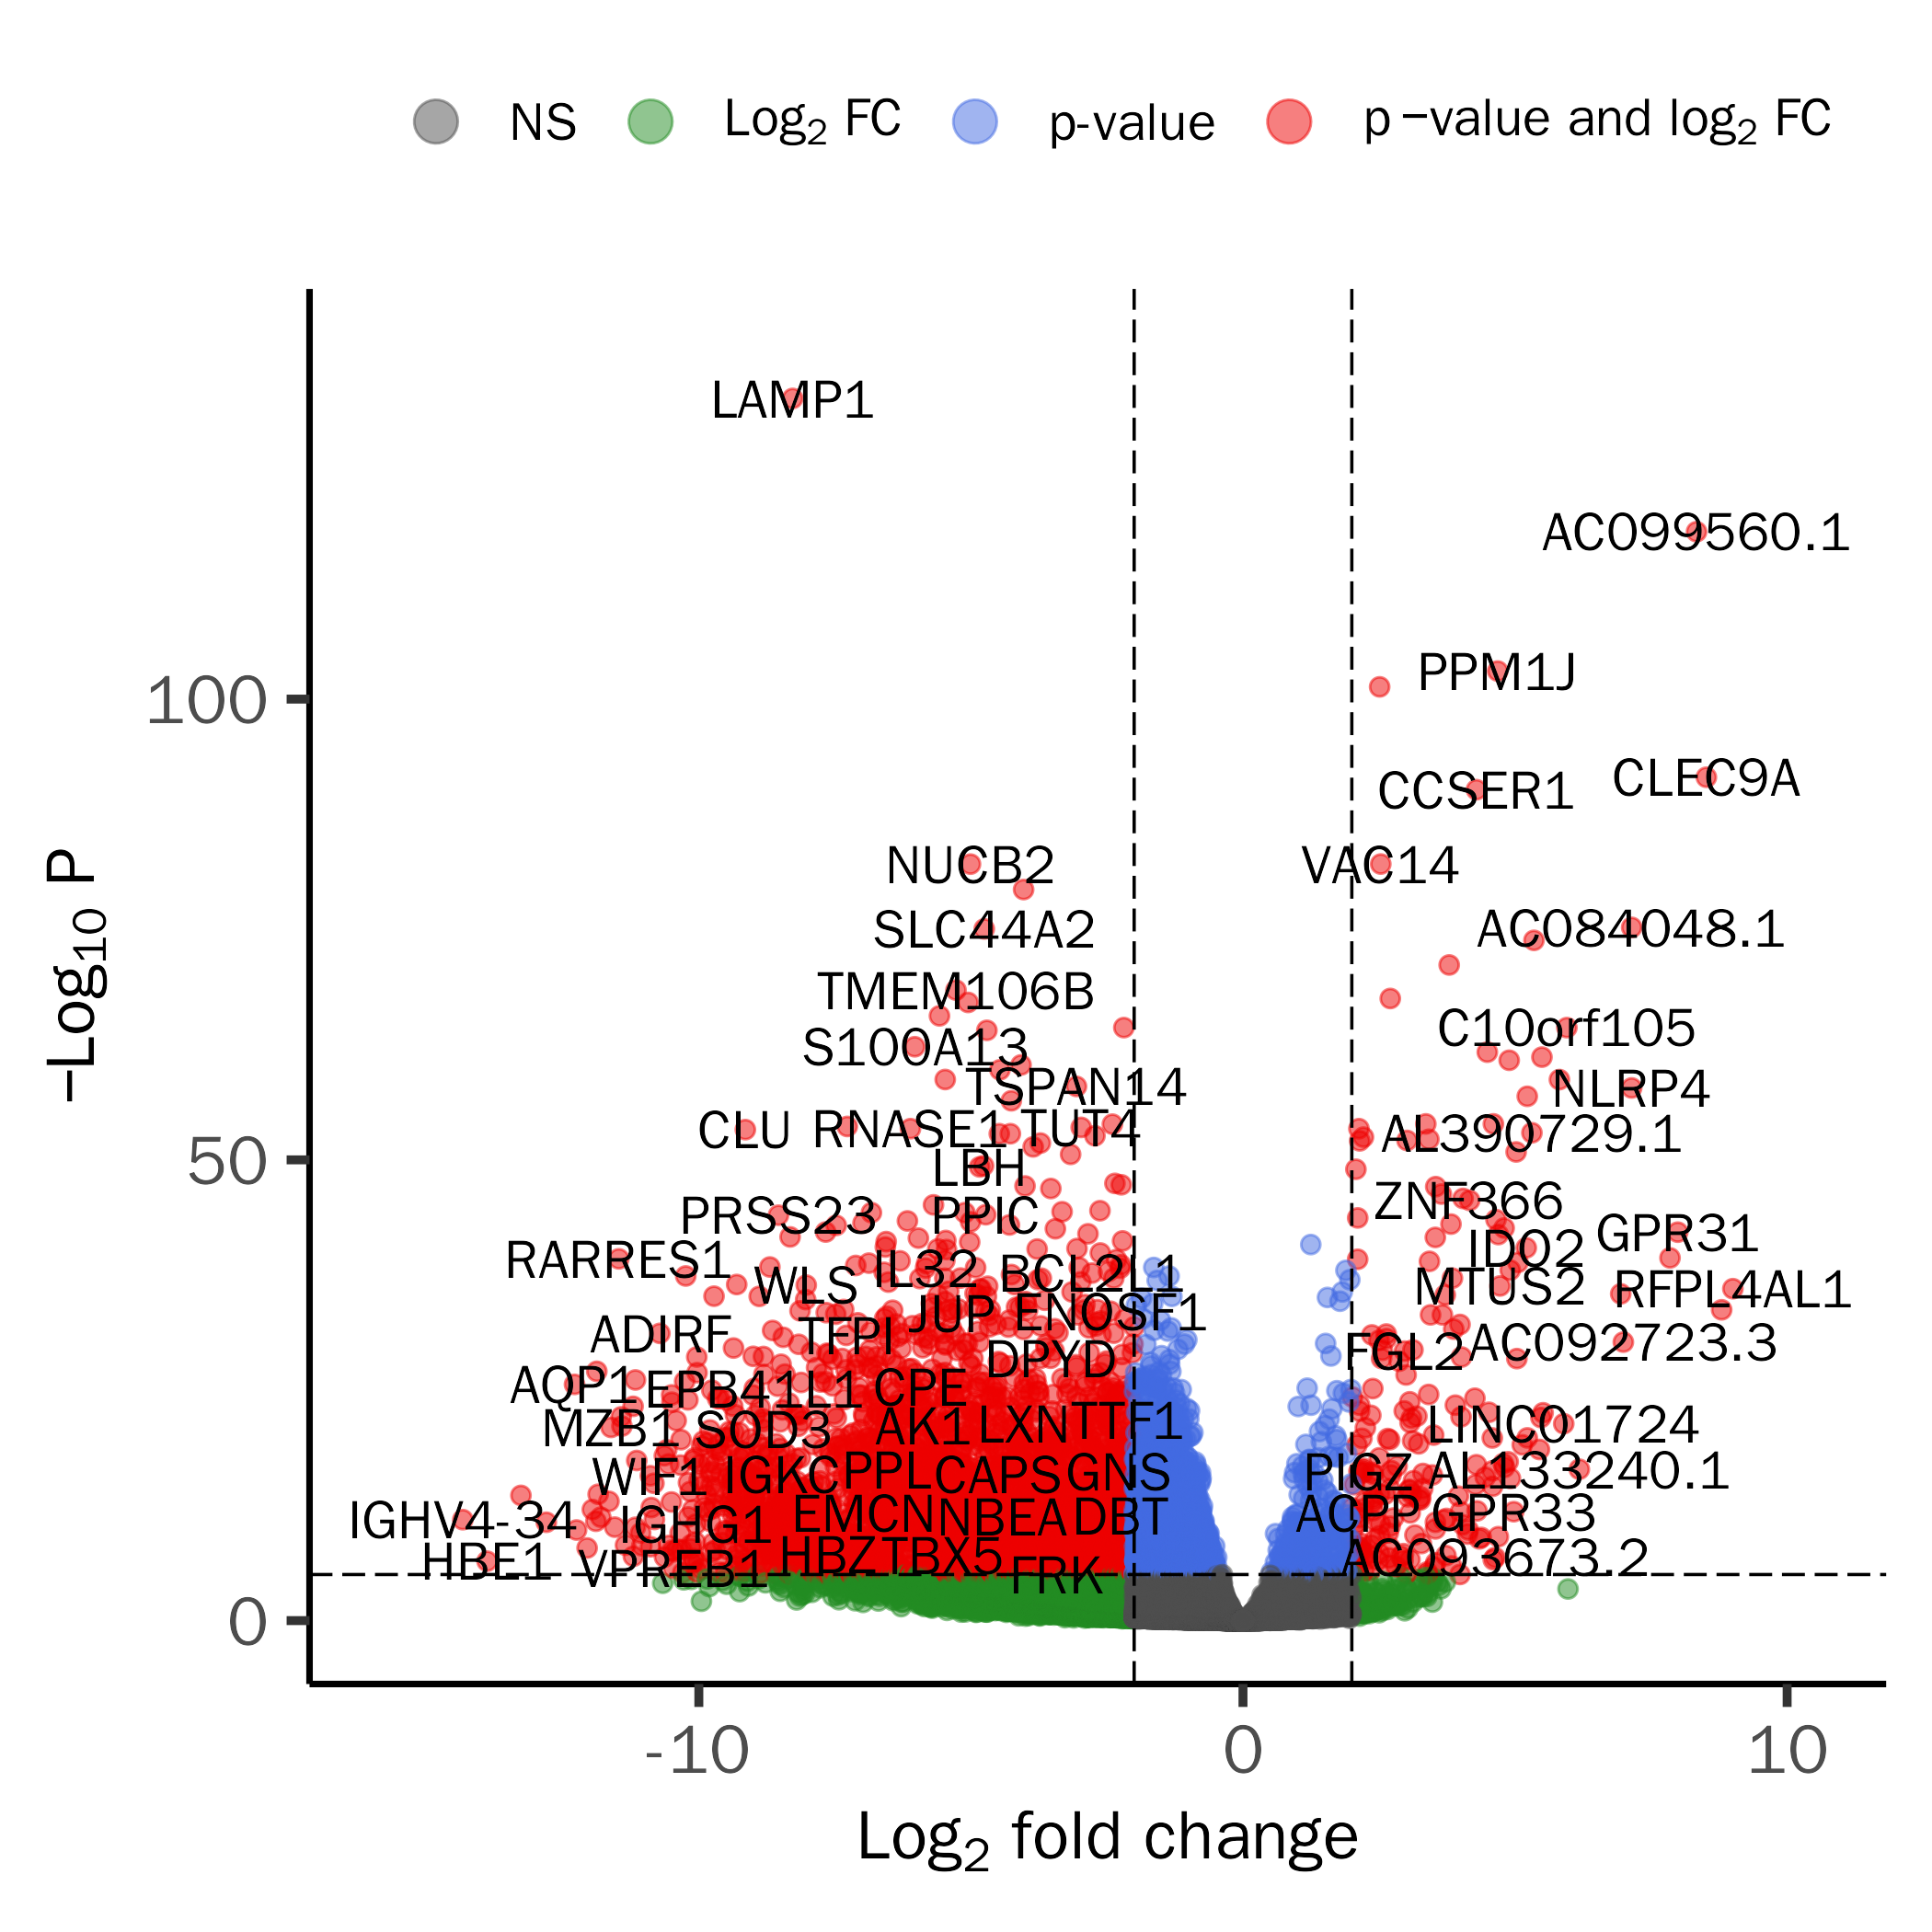 NS Log2 FC p-value p −value and log2 FC
LAMP1
AC099560.1
PPM1J
100
CLEC9A
CCSER1
NUCB2 VAC14
SLC44A2 AC084048.1
TMEM106B
C10orf105
S100A13
TSPAN14 NLRP4
CLU RNASE1 TUT4 AL390729.1
50
LBH
ZNF366
PRSS23 PPIC
GPR31
IDO2
RARRES1 IL32 BCL2L1
WLS MTUS2 RFPL4AL1
JUP ENOSF1
ADIRF TFPI AC092723.3
DPYD FGL2
AQP1 EPB41L1 CPE
MZB1 SOD3 AK1 LXN TTF1 LINC01724
WIF1 IGKC PPL CAPS GNS PIGZ AL133240.1
IGHV4-34 IGHG1 EMCN NBEA DBT ACPP GPR33
HBE1 VPREB1 HBZ TBX5 FRK AC093673.2
0
-10 0 10
Log2 fold change
−Log10 P